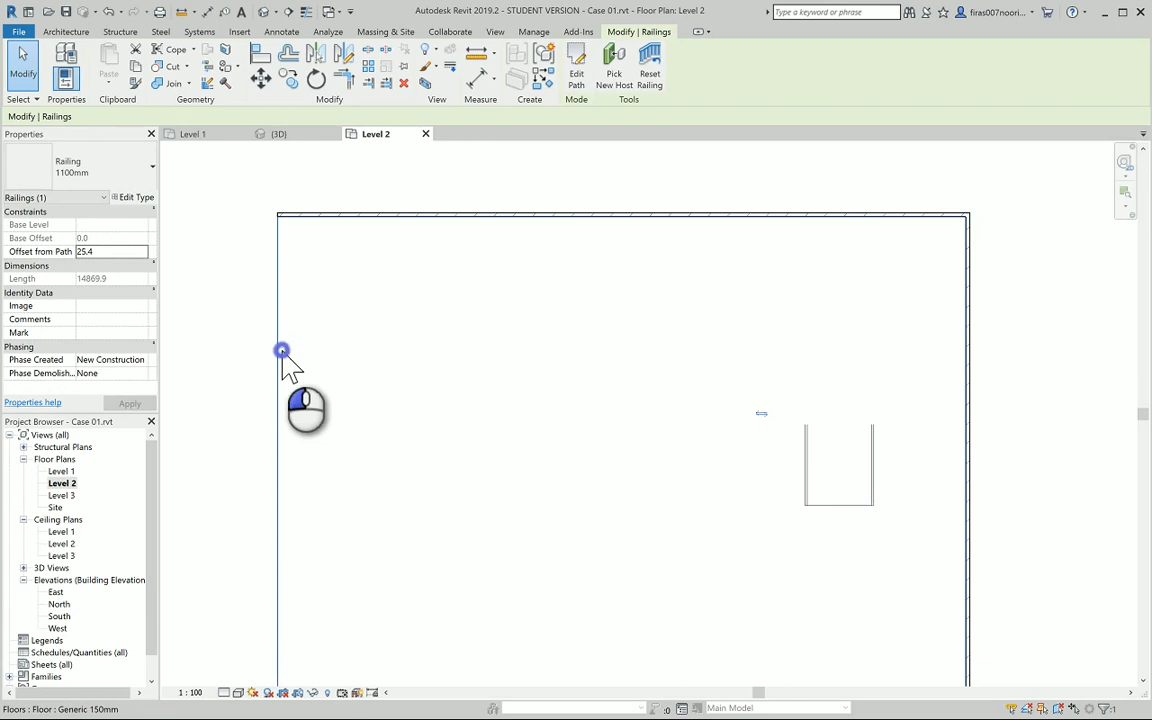 Autodesk Revit 2019.2 - STUDENT VERSION - Case 01.rvt - Floor Plan: Level 2
Type a keyword or phrase
firas007noori...
File Architecture Structure Steel Systems Insert Annotate Analyze Massing & Site Collaborate View Manage Add-Ins Modify | Railings
Modify
Paste
Cope
Cut
Join
Edit Path
Pick New Host
Reset Railing
Select Properties Clipboard Geometry Modify View Measure Create Mode Tools
Modify | Railings
Properties
Level 1
(3D)
Level 2
Railing
1100mm
Railings (1)
Edit Type
Constraints
Base Level
Base Offset 0.0
Offset from Path 25.4
Dimensions
Length 14869.9
Identity Data
Image
Comments
Mark
Phasing
Phase Created New Construction
Phase Demolish... None
Properties help
Apply
Project Browser - Case 01.rvt
Views (all)
Structural Plans
Floor Plans
Level 1
Level 2
Level 3
Site
Ceiling Plans
Level 1
Level 2
Level 3
3D Views
Elevations (Building Elevation
East
North
South
West
Legends
Schedules/Quantities (all)
Sheets (all)
Families
1 : 100
Floors : Floor : Generic 150mm
:0
Main Model
:1